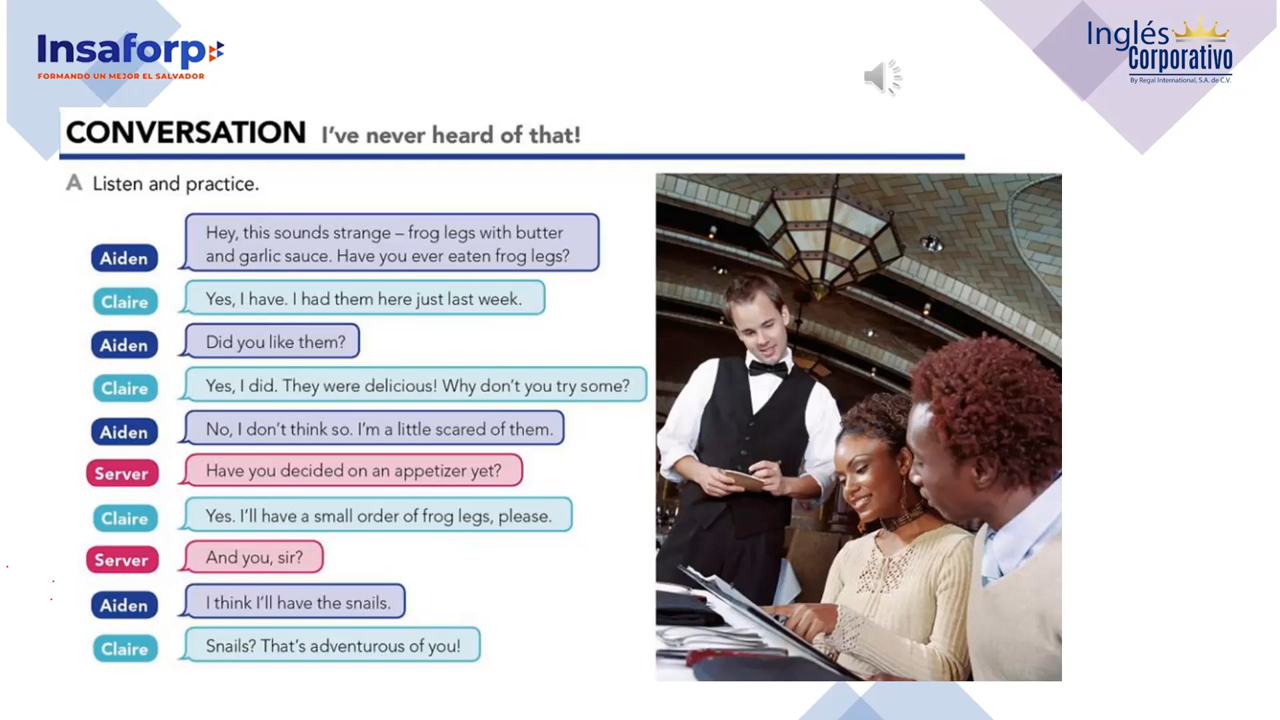 Insaforp
FORMANDO UN MEJOR EL SALVADOR
Inglés
Corporativo
By Regal International, S.A. de C.V.
CONVERSATION I've never heard of that!
A Listen and practice.
Aiden Hey, this sounds strange – frog legs with butter
and garlic sauce. Have you ever eaten frog legs?
Claire Yes, I have. I had them here just last week.
Aiden Did you like them?
Claire Yes, I did. They were delicious! Why don't you try some?
Aiden No, I don't think so. I'm a little scared of them.
Server Have you decided on an appetizer yet?
Claire Yes. I'll have a small order of frog legs, please.
Server And you, sir?
Aiden I think I'll have the snails.
Claire Snails? That's adventurous of you!